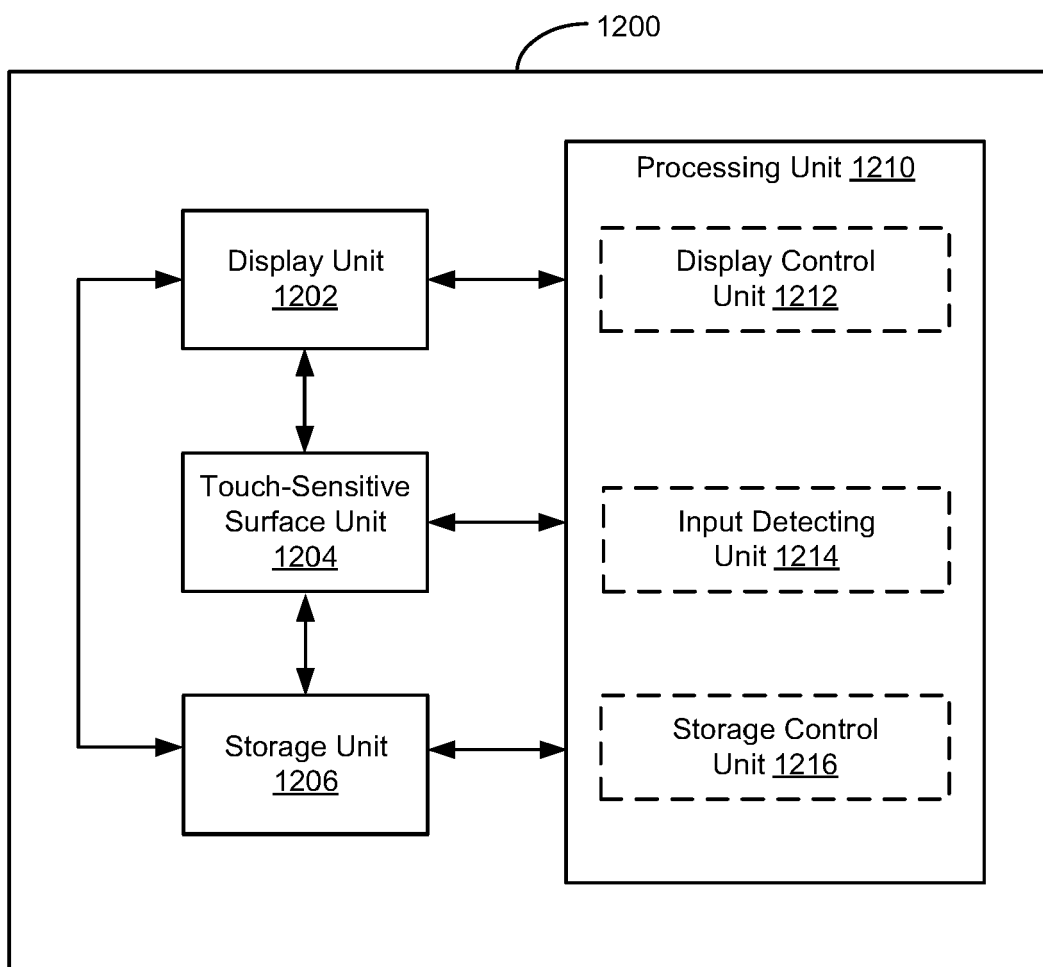 1200
Processing Unit 1210
Display Unit
1202
Display Control
Unit 1212
Touch-Sensitive
Surface Unit
1204
Input Detecting
Unit 1214
Storage Unit
1206
Storage Control
Unit 1216